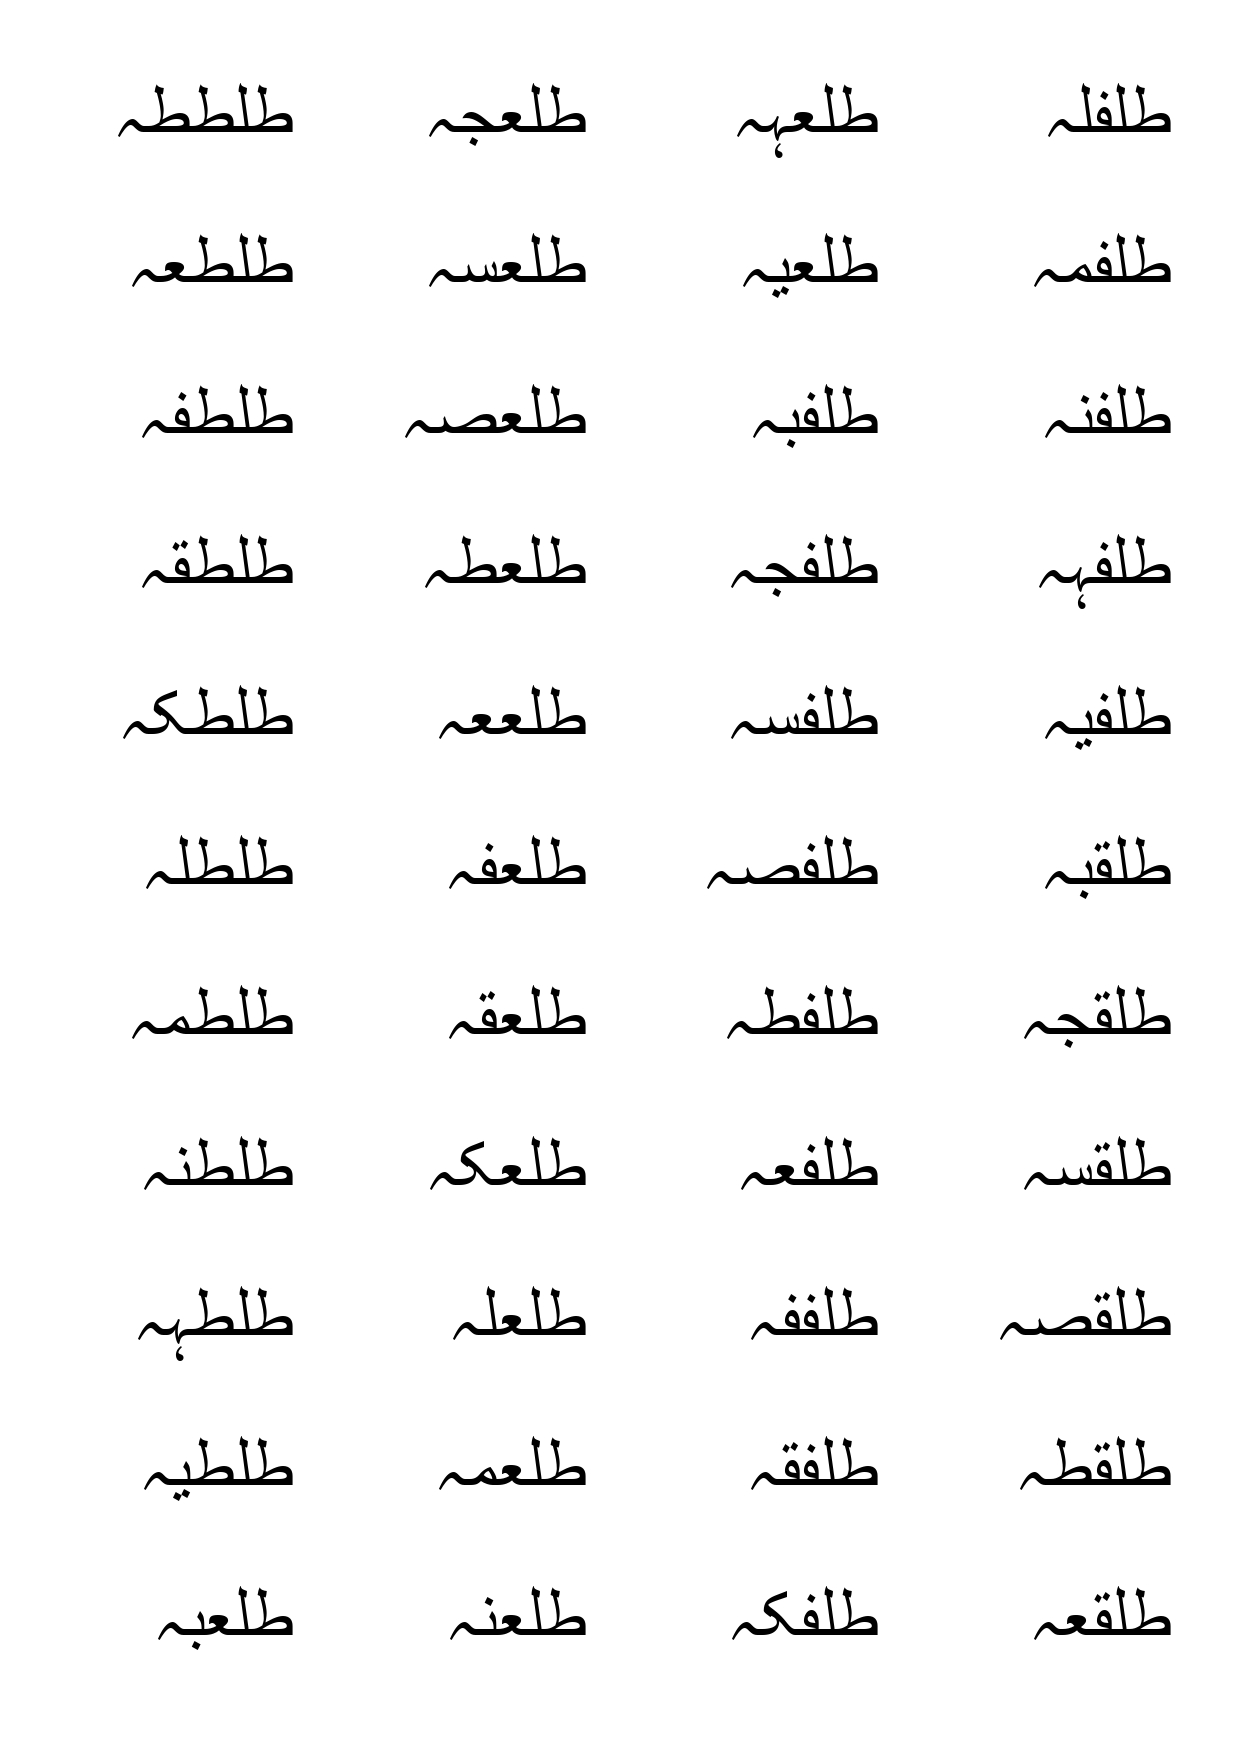 طلفلہ طلعہہ طلعجہ طلططہ
طلفمہ طلعیہ طلعسہ طلطعہ
طلفنہ طلفبہ طلعصہ طلطفہ
طلفہہ طلفجہ طلعطہ طلطقہ
طلفیہ طلفسہ طلععہ طلطکہ
طلقبہ طلفصہ طلعفہ طلطلہ
طلقجہ طلفطہ طلعقہ طلطمہ
طلقسہ طلفعہ طلعکہ طلطنہ
طلقصہ طلففہ طلعلہ طلطہہ
طلقطہ طلفقہ طلعمہ طلطیہ
طلقعہ طلفکہ طلعنہ طلعبہ